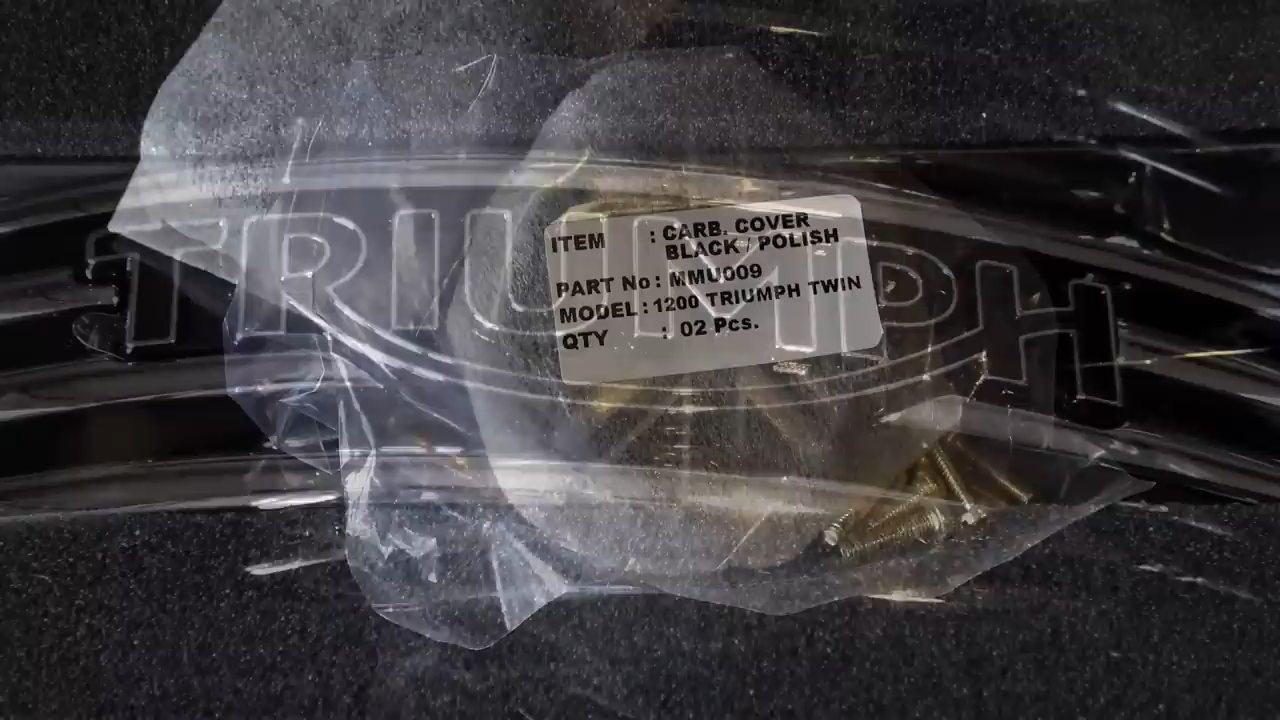 TRIUMPH
ITEM : CARB. COVER
BLACK / POLISH
PART No : MMU009
MODEL : 1200 TRIUMPH TWIN
QTY : 02 Pcs.